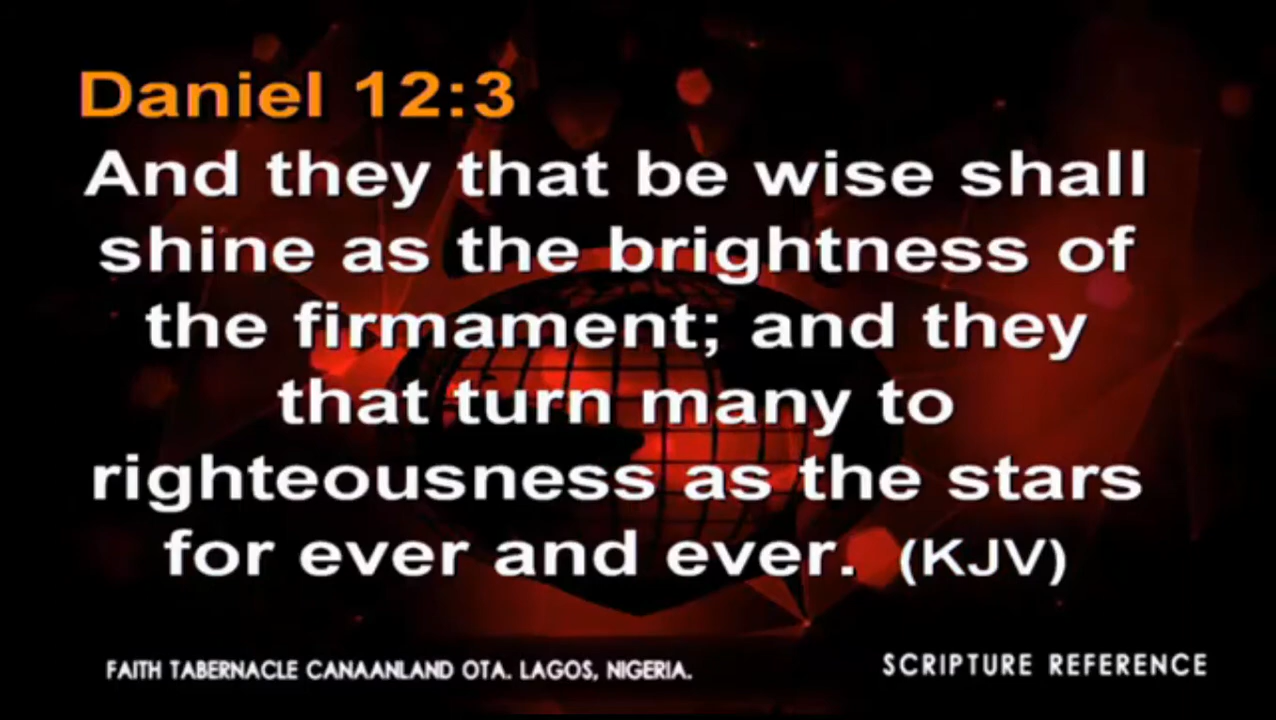 Daniel 12:3
And they that be wise shall
shine as the brightness of
the firmament; and they
that turn many to
righteousness as the stars
for ever and ever. (KJV)
FAITH TABERNACLE CANAANLAND OTA. LAGOS, NIGERIA.
SCRIPTURE REFERENCE